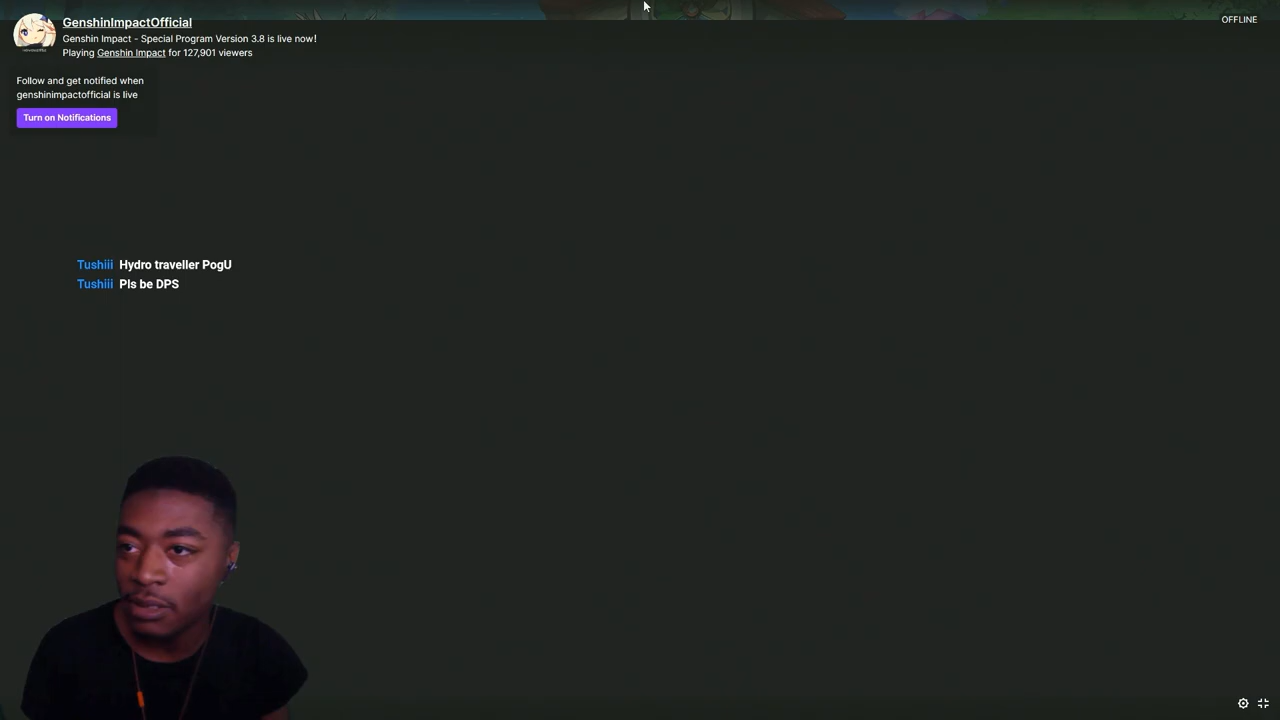 GenshinImpactOfficial
OFFLINE
Genshin Impact - Special Program Version 3.8 is live now!
Playing Genshin Impact for 127,901 viewers
Follow and get notified when
genshinimpactofficial is live
Turn on Notifications
Tushiii Hydro traveller PogU
Tushiii Pls be DPS